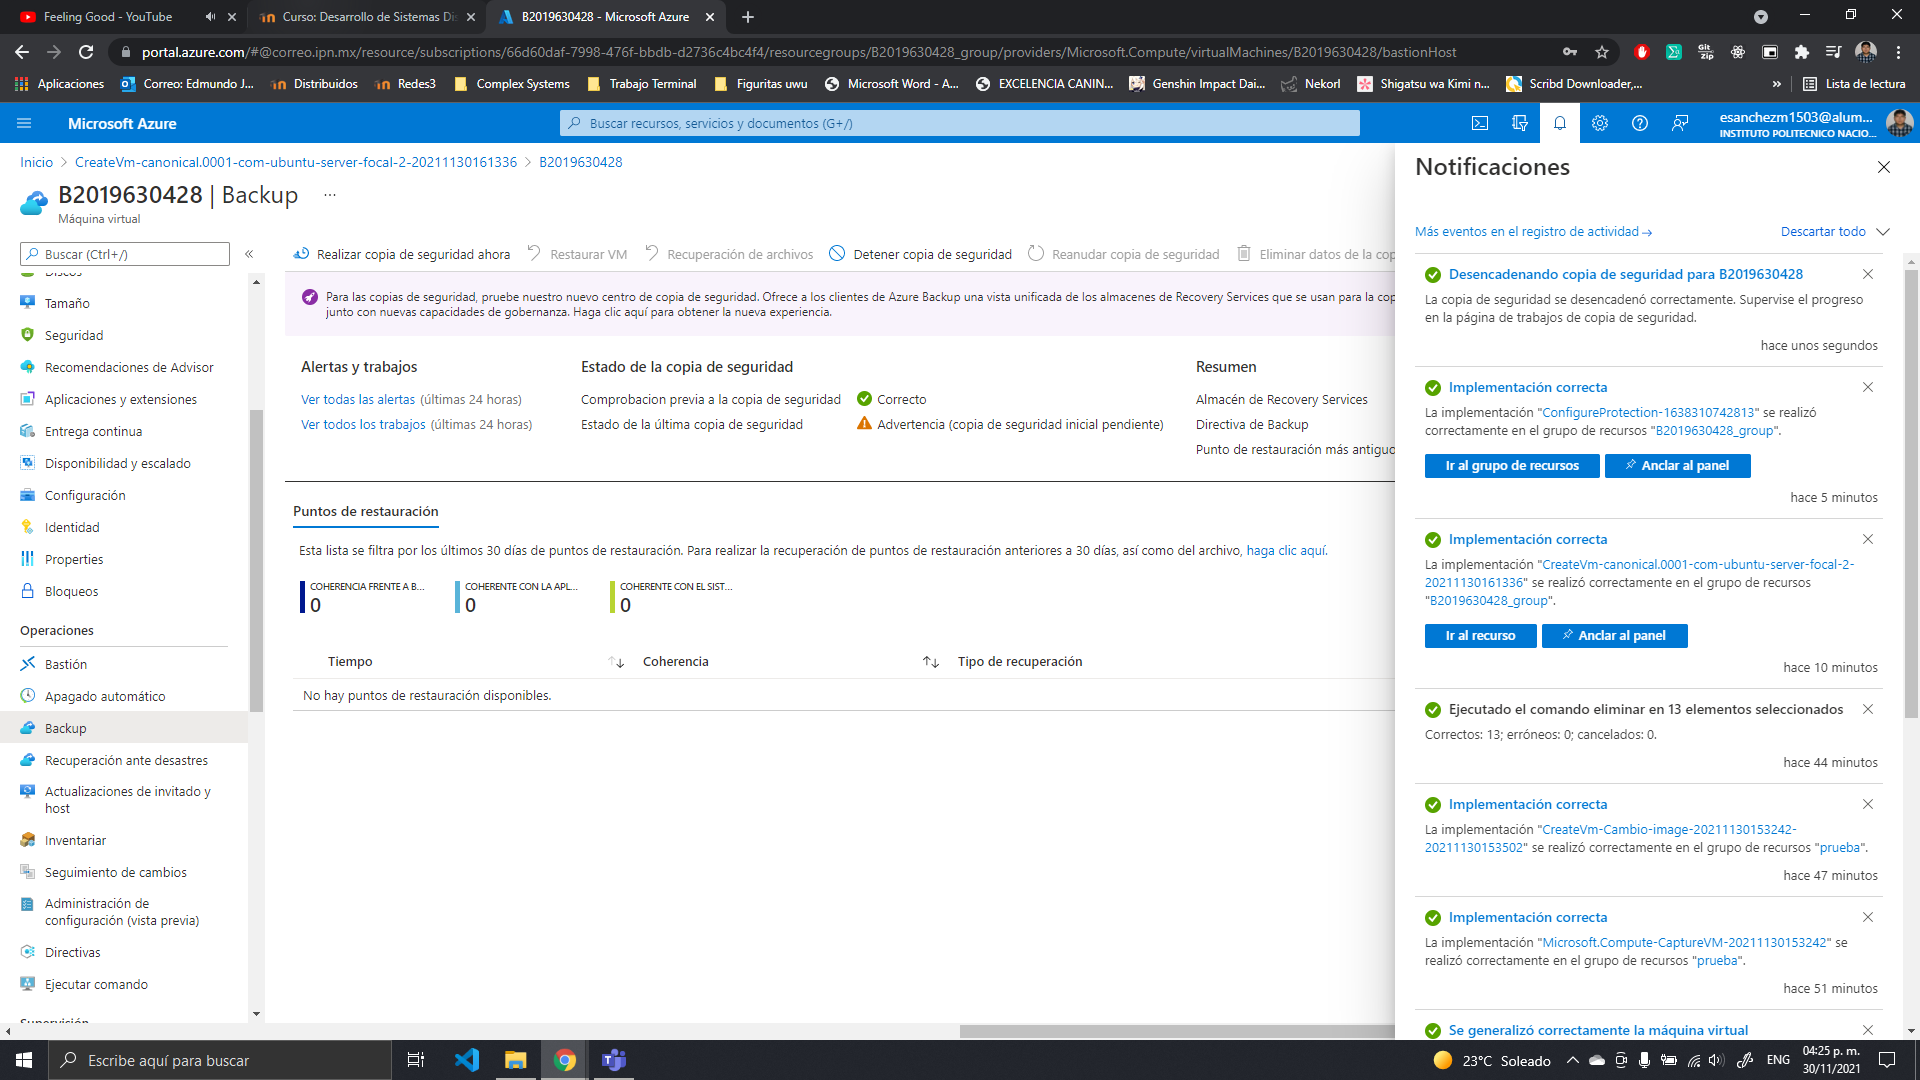 Feeling Good - YouTube
Curso: Desarrollo de Sistemas Dis
B2019630428 - Microsoft Azure
portal.azure.com/#@correo.ipn.mx/resource/subscriptions/66d60daf-7998-476f-bbdb-d2736c4bc4f4/resourcegroups/B2019630428_group/providers/Microsoft.Compute/virtualMachines/B2019630428/bastionHost
Aplicaciones
Correo: Edmundo J...
Distribuidos
Redes3
Complex Systems
Trabajo Terminal
Figuritas uwu
Microsoft Word - A...
EXCELENCIA CANIN...
Genshin Impact Dai...
Nekorl
Shigatsu wa Kimi n...
Scribd Downloader,...
»
Lista de lectura
Microsoft Azure
Buscar recursos, servicios y documentos (G+/)
esanchezm1503@alum...
INSTITUTO POLITECNICO NACIO...
Inicio > CreateVm-canonical.0001-com-ubuntu-server-focal-2-20211130161336 > B2019630428
B2019630428 | Backup ...
Máquina virtual
Buscar (Ctrl+/)
«
Discos
Tamaño
Seguridad
Recomendaciones de Advisor
Aplicaciones y extensiones
Entrega continua
Disponibilidad y escalado
Configuración
Identidad
Properties
Bloqueos
Operaciones
Bastión
Apagado automático
Backup
Recuperación ante desastres
Actualizaciones de invitado y
host
Inventariar
Seguimiento de cambios
Administración de
configuración (vista previa)
Directivas
Ejecutar comando
Supervisión
Realizar copia de seguridad ahora
Restaurar VM
Recuperación de archivos
Detener copia de seguridad
Reanudar copia de seguridad
Eliminar datos de la cop
Para las copias de seguridad, pruebe nuestro nuevo centro de copia de seguridad. Ofrece a los clientes de Azure Backup una vista unificada de los almacenes de Recovery Services que se usan para la cop
junto con nuevas capacidades de gobernanza. Haga clic aquí para obtener la nueva experiencia.
Alertas y trabajos
Ver todas las alertas (últimas 24 horas)
Ver todos los trabajos (últimas 24 horas)
Estado de la copia de seguridad
Comprobacion previa a la copia de seguridad
Correcto
Estado de la última copia de seguridad
Advertencia (copia de seguridad inicial pendiente)
Resumen
Almacén de Recovery Services
Directiva de Backup
Punto de restauración más antiguo
Puntos de restauración
Esta lista se filtra por los últimos 30 días de puntos de restauración. Para realizar la recuperación de puntos de restauración anteriores a 30 días, así como del archivo, haga clic aquí.
COHERENCIA FRENTE A B...
0
COHERENTE CON LA APL...
0
COHERENTE CON EL SIST...
0
Tiempo
Coherencia
Tipo de recuperación
No hay puntos de restauración disponibles.
Notificaciones
Más eventos en el registro de actividad →
Descartar todo
Desencadenando copia de seguridad para B2019630428
La copia de seguridad se desencadenó correctamente. Supervise el progreso
en la página de trabajos de copia de seguridad.
hace unos segundos
Implementación correcta
La implementación "ConfigureProtection-1638310742813" se realizó
correctamente en el grupo de recursos "B2019630428_group".
Ir al grupo de recursos
Anclar al panel
hace 5 minutos
Implementación correcta
La implementación "CreateVm-canonical.0001-com-ubuntu-server-focal-2-
20211130161336" se realizó correctamente en el grupo de recursos
"B2019630428_group".
Ir al recurso
Anclar al panel
hace 10 minutos
Ejecutado el comando eliminar en 13 elementos seleccionados
Correctos: 13; erróneos: 0; cancelados: 0.
hace 44 minutos
Implementación correcta
La implementación "CreateVm-Cambio-image-20211130153242-
20211130153502" se realizó correctamente en el grupo de recursos "prueba".
hace 47 minutos
Implementación correcta
La implementación "Microsoft.Compute-CaptureVM-20211130153242" se
realizó correctamente en el grupo de recursos "prueba".
hace 51 minutos
Se generalizó correctamente la máquina virtual
Escribe aquí para buscar
23°C Soleado
ENG
04:25 p. m.
30/11/2021